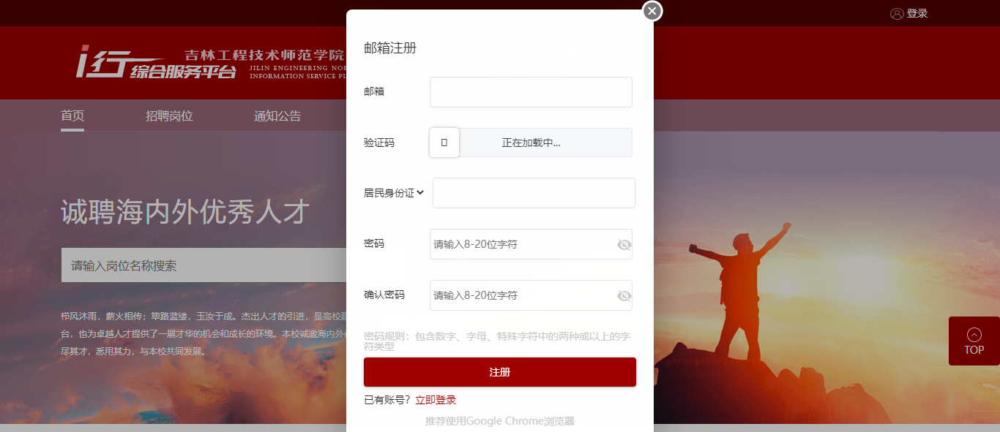 登录
i行
综合服务平台
吉林工程技术师范学院
JILIN ENGINEERING NOR
INFORMATION SERVICE PL
首页
招聘岗位
通知公告
诚聘海内外优秀人才
请输入岗位名称搜索
栉风沐雨，薪火相传；筚路蓝缕，玉汝于成。杰出人才的引进，是高校建
台，也为卓越人才提供了一展才华的机会和成长的环境。本校诚邀海内外
尽其才，悉用其力，与本校共同发展。
邮箱注册
邮箱
验证码
正在加载中...
居民身份证
密码
请输入8-20位字符
确认密码
请输入8-20位字符
密码规则：包含数字、字母、特殊字符中的两种或以上的字
符类型
注册
已有账号？立即登录
推荐使用Google Chrome浏览器
TOP